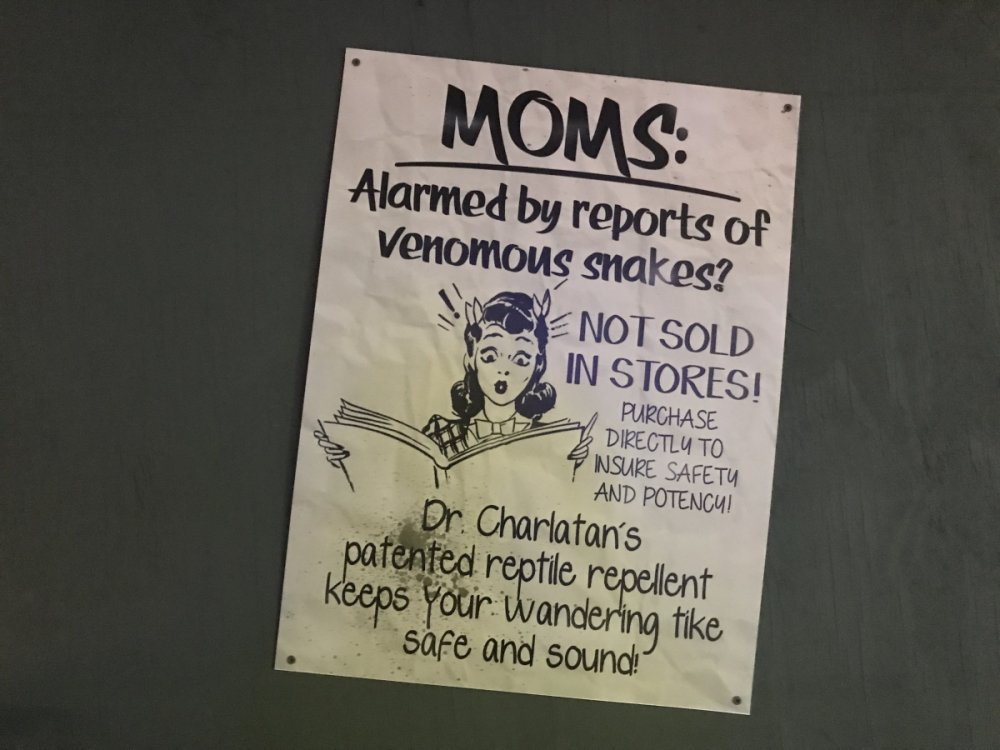 MOMS:
Alarmed by reports of
venomous snakes?
NOT SOLD
IN STORES!
PURCHASE
DIRECTLY TO
INSURE SAFETY
AND POTENCY!
Dr. Charlatan's
patented reptile repellent
keeps your wandering tike
safe and sound!